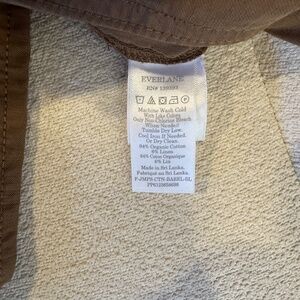 EVERLANE
RN# 139393
Machine Wash Cold
With Like Colors
Only Non-Chlorine Bleach
When Needed
Tumble Dry Low.
Cool Iron If Needed.
Or Dry Clean.
94% Organic Cotton
6% Linen
94% Coton Organique
6% Lin
Made in Sri Lanka.
Fabriqué au Sri Lanka.